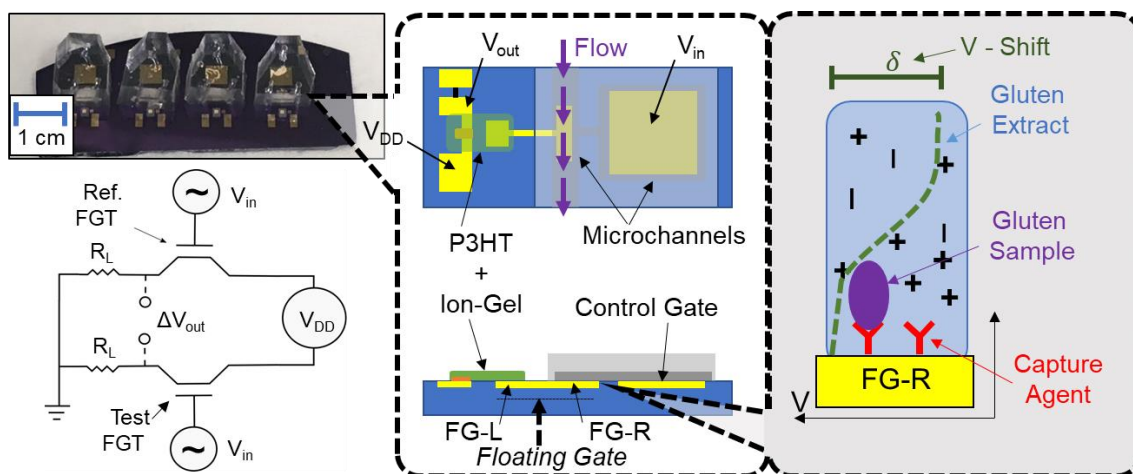 1 cm
Ref.
FGT
~
V_in
R_L
ΔV_out
V_DD
R_L
Test
FGT
~
V_in
V_out
Flow
V_in
V_DD
P3HT
+
Ion-Gel
Microchannels
Control Gate
FG-L
FG-R
Floating Gate
δ
V - Shift
Gluten
Extract
Gluten
Sample
Capture
Agent
FG-R
V